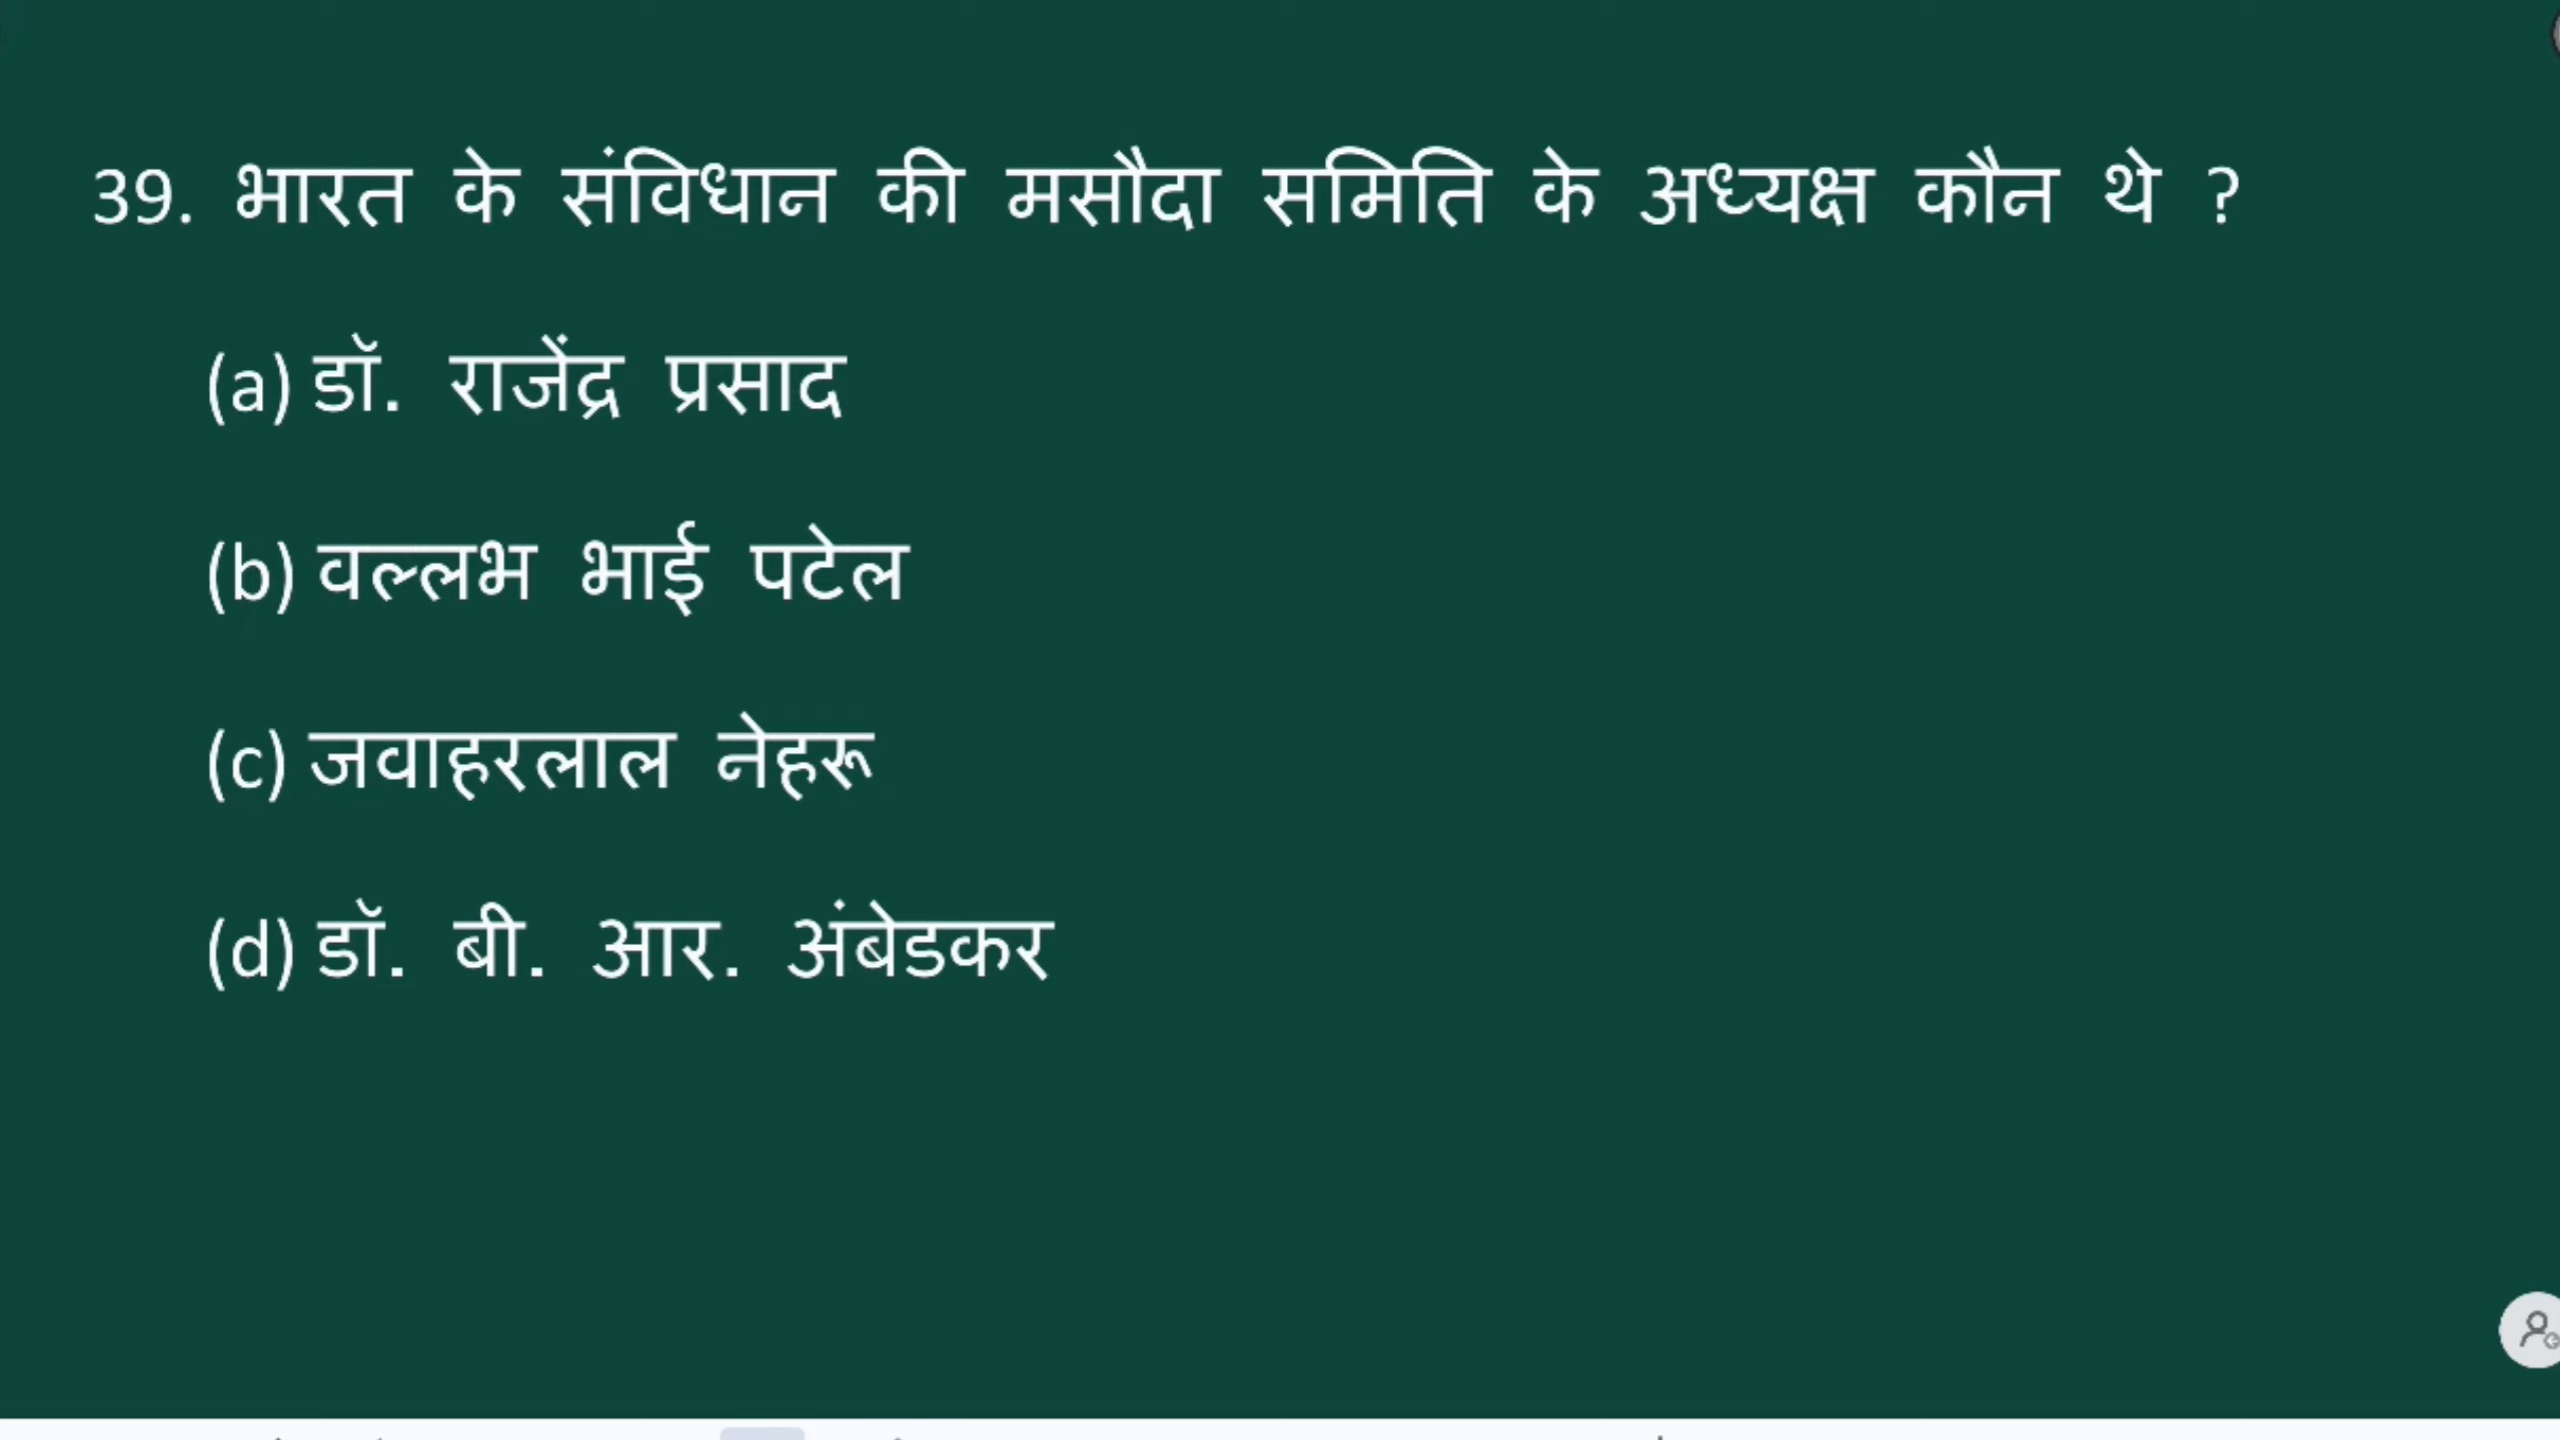 39. भारत के संविधान की मसौदा समिति के अध्यक्ष कौन थे ?
(a) डॉ. राजेंद्र प्रसाद
(b) वल्लभ भाई पटेल
(c) जवाहरलाल नेहरू
(d) डॉ. बी. आर. अंबेडकर